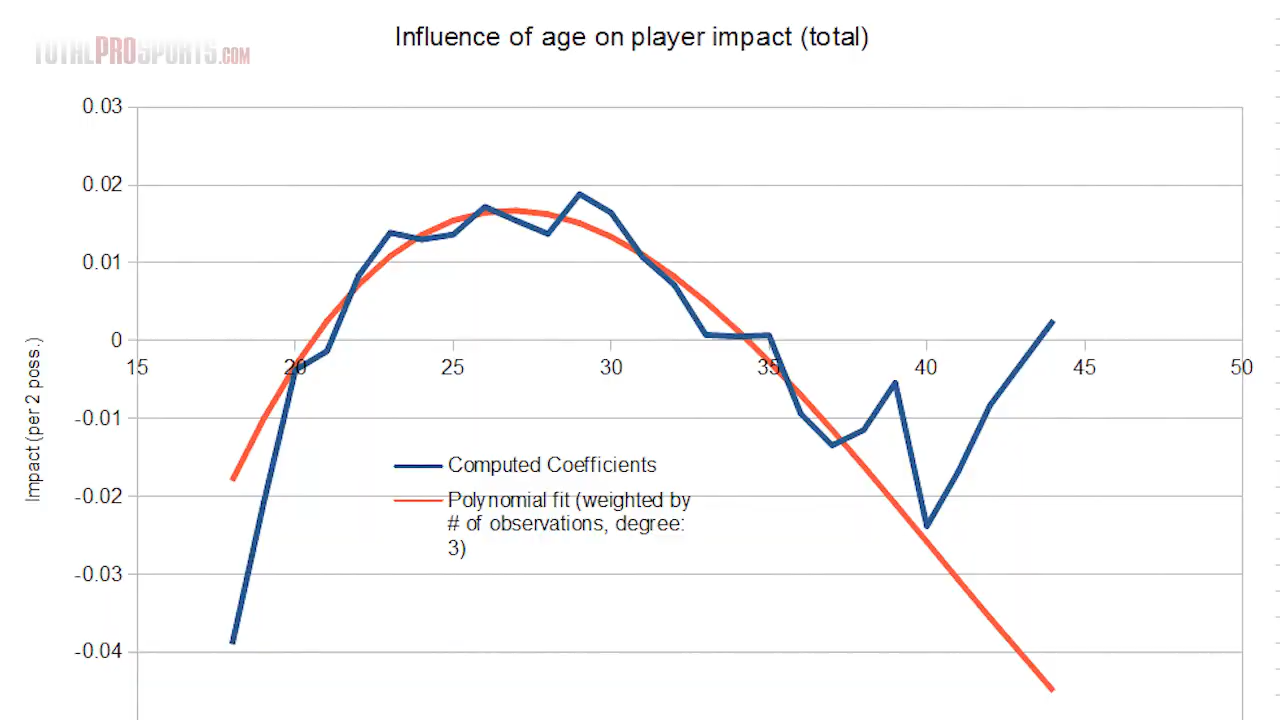 Influence of age on player impact (total)
TOTALPROSPORTS.COM
0.03
0.02
0.01
0
-0.01
-0.02
-0.03
-0.04
Impact (per 2 poss.)
15
20
25
30
35
40
45
50
Computed Coefficients
Polynomial fit (weighted by
# of observations, degree:
3)